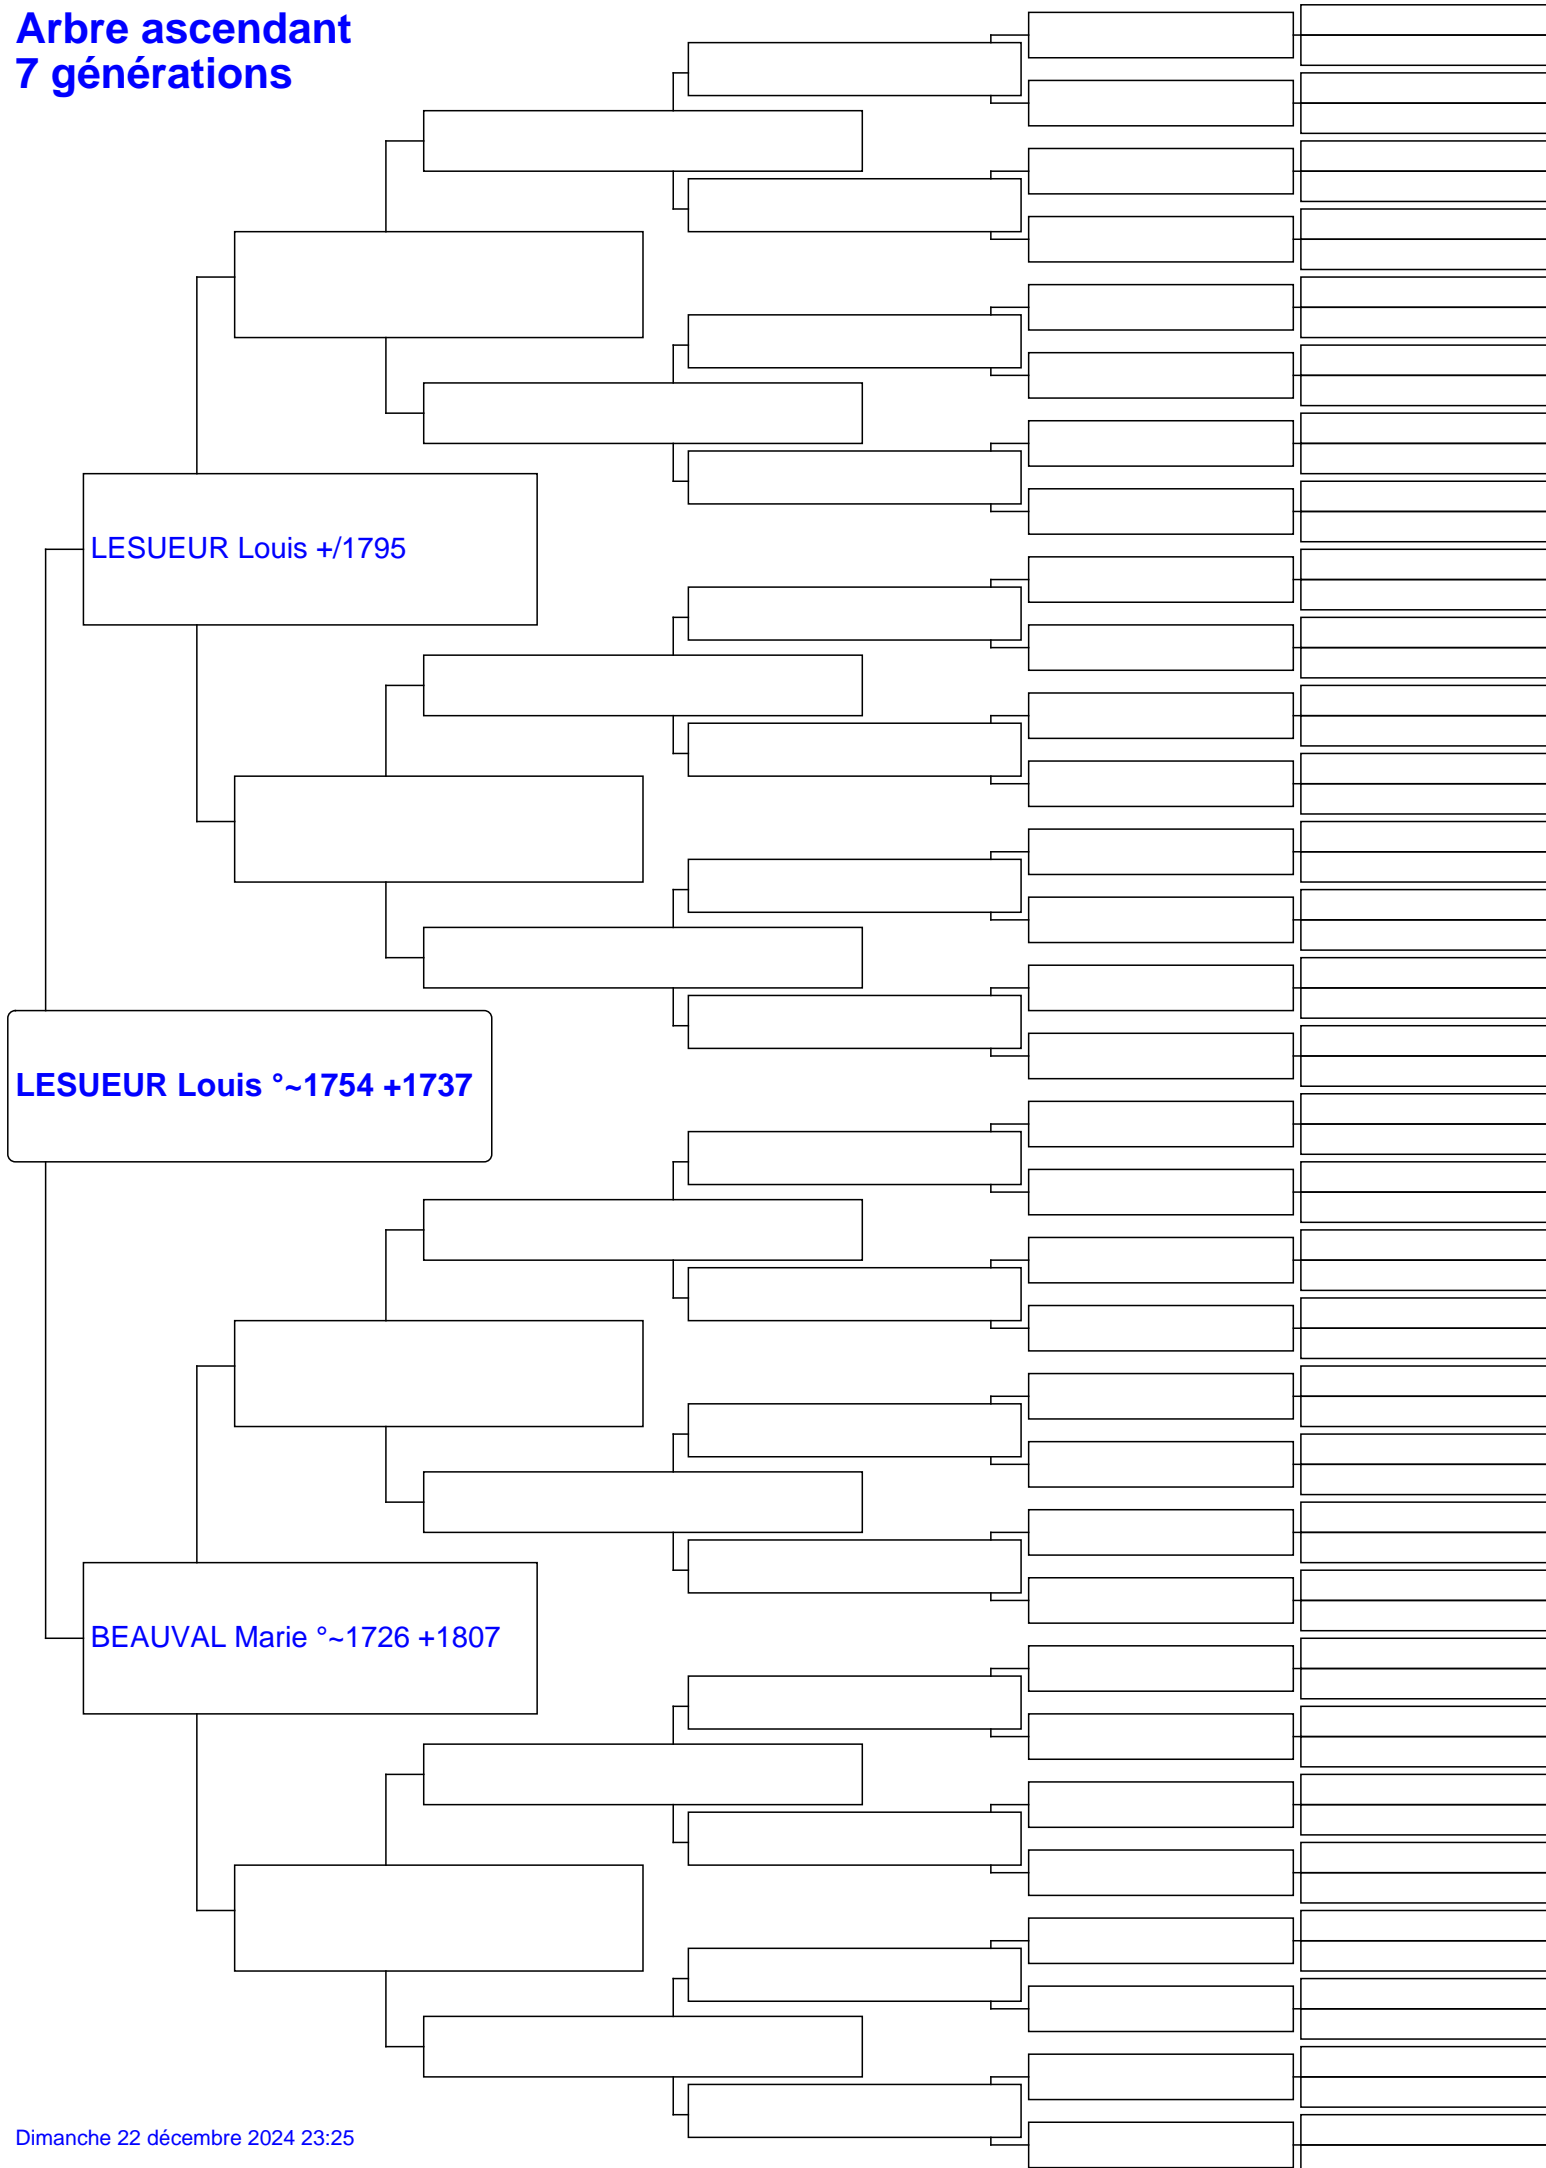 Arbre ascendant
7 générations
LESUEUR Louis +/1795
LESUEUR Louis °~1754 +1737
BEAUVAL Marie °~1726 +1807
Dimanche 22 décembre 2024 23:25